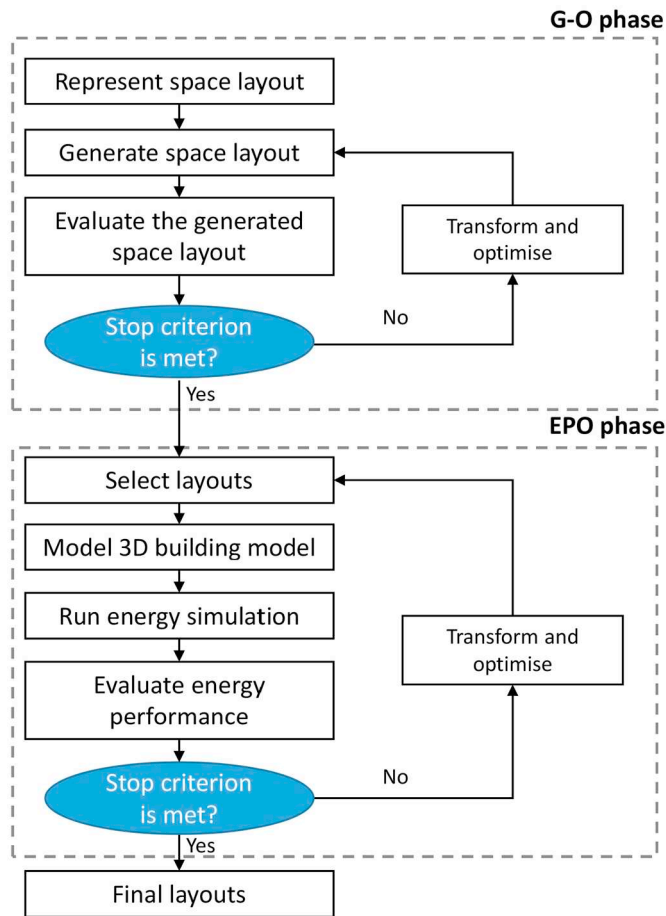 G-O phase
Represent space layout
Generate space layout
Evaluate the generated
space layout
Transform and
optimise
Stop criterion
is met?
No
Yes
EPO phase
Select layouts
Model 3D building model
Run energy simulation
Transform and
optimise
Evaluate energy
performance
Stop criterion
is met?
No
Yes
Final layouts